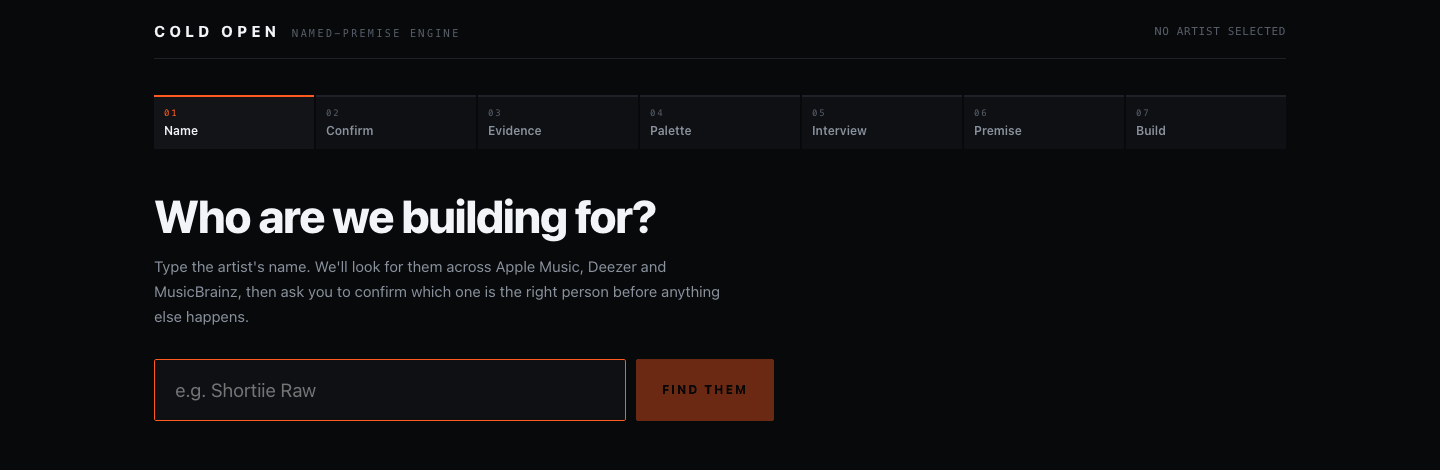 COLD OPEN NAMED-PREMISE ENGINE
NO ARTIST SELECTED
01
Name
02
Confirm
03
Evidence
04
Palette
05
Interview
06
Premise
07
Build
Who are we building for?
Type the artist's name. We'll look for them across Apple Music, Deezer and
MusicBrainz, then ask you to confirm which one is the right person before anything
else happens.
e.g. Shortiie Raw
FIND THEM